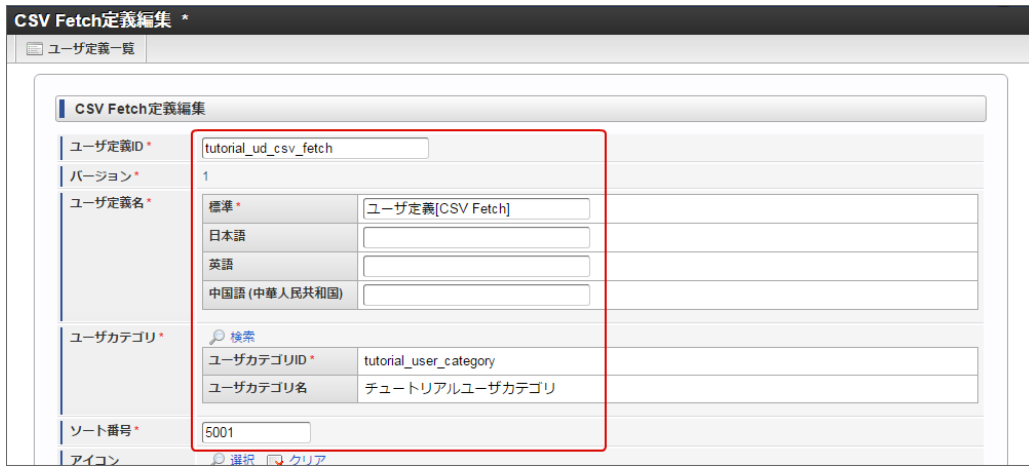 CSV Fetch定義編集 *
ユーザ定義一覧
CSV Fetch定義編集
ユーザ定義ID *
tutorial_ud_csv_fetch
バージョン *
1
ユーザ定義名 *
標準 *
ユーザ定義[CSV Fetch]
日本語
英語
中国語 (中華人民共和国)
ユーザカテゴリ *
検索
ユーザカテゴリID *
tutorial_user_category
ユーザカテゴリ名
チュートリアルユーザカテゴリ
ソート番号 *
5001
アイコン
選択 クリア